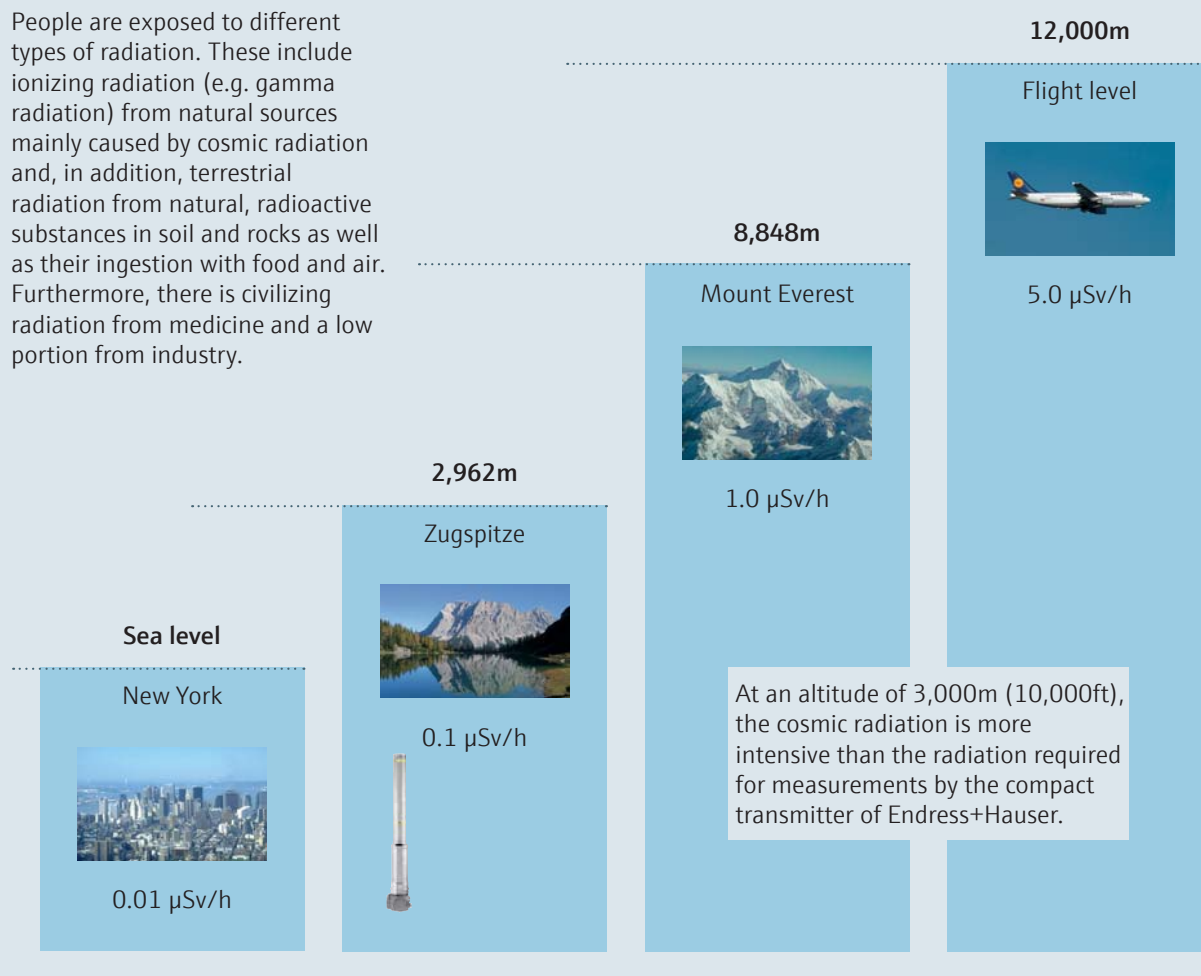 People are exposed to different
types of radiation. These include
ionizing radiation (e.g. gamma
radiation) from natural sources
mainly caused by cosmic radiation
and, in addition, terrestrial
radiation from natural, radioactive
substances in soil and rocks as well
as their ingestion with food and air.
Furthermore, there is civilizing
radiation from medicine and a low
portion from industry.
Sea level
New York
0.01 µSv/h
2,962m
Zugspitze
0.1 µSv/h
8,848m
Mount Everest
1.0 µSv/h
12,000m
Flight level
5.0 µSv/h
At an altitude of 3,000m (10,000ft),
the cosmic radiation is more
intensive than the radiation required
for measurements by the compact
transmitter of Endress+Hauser.